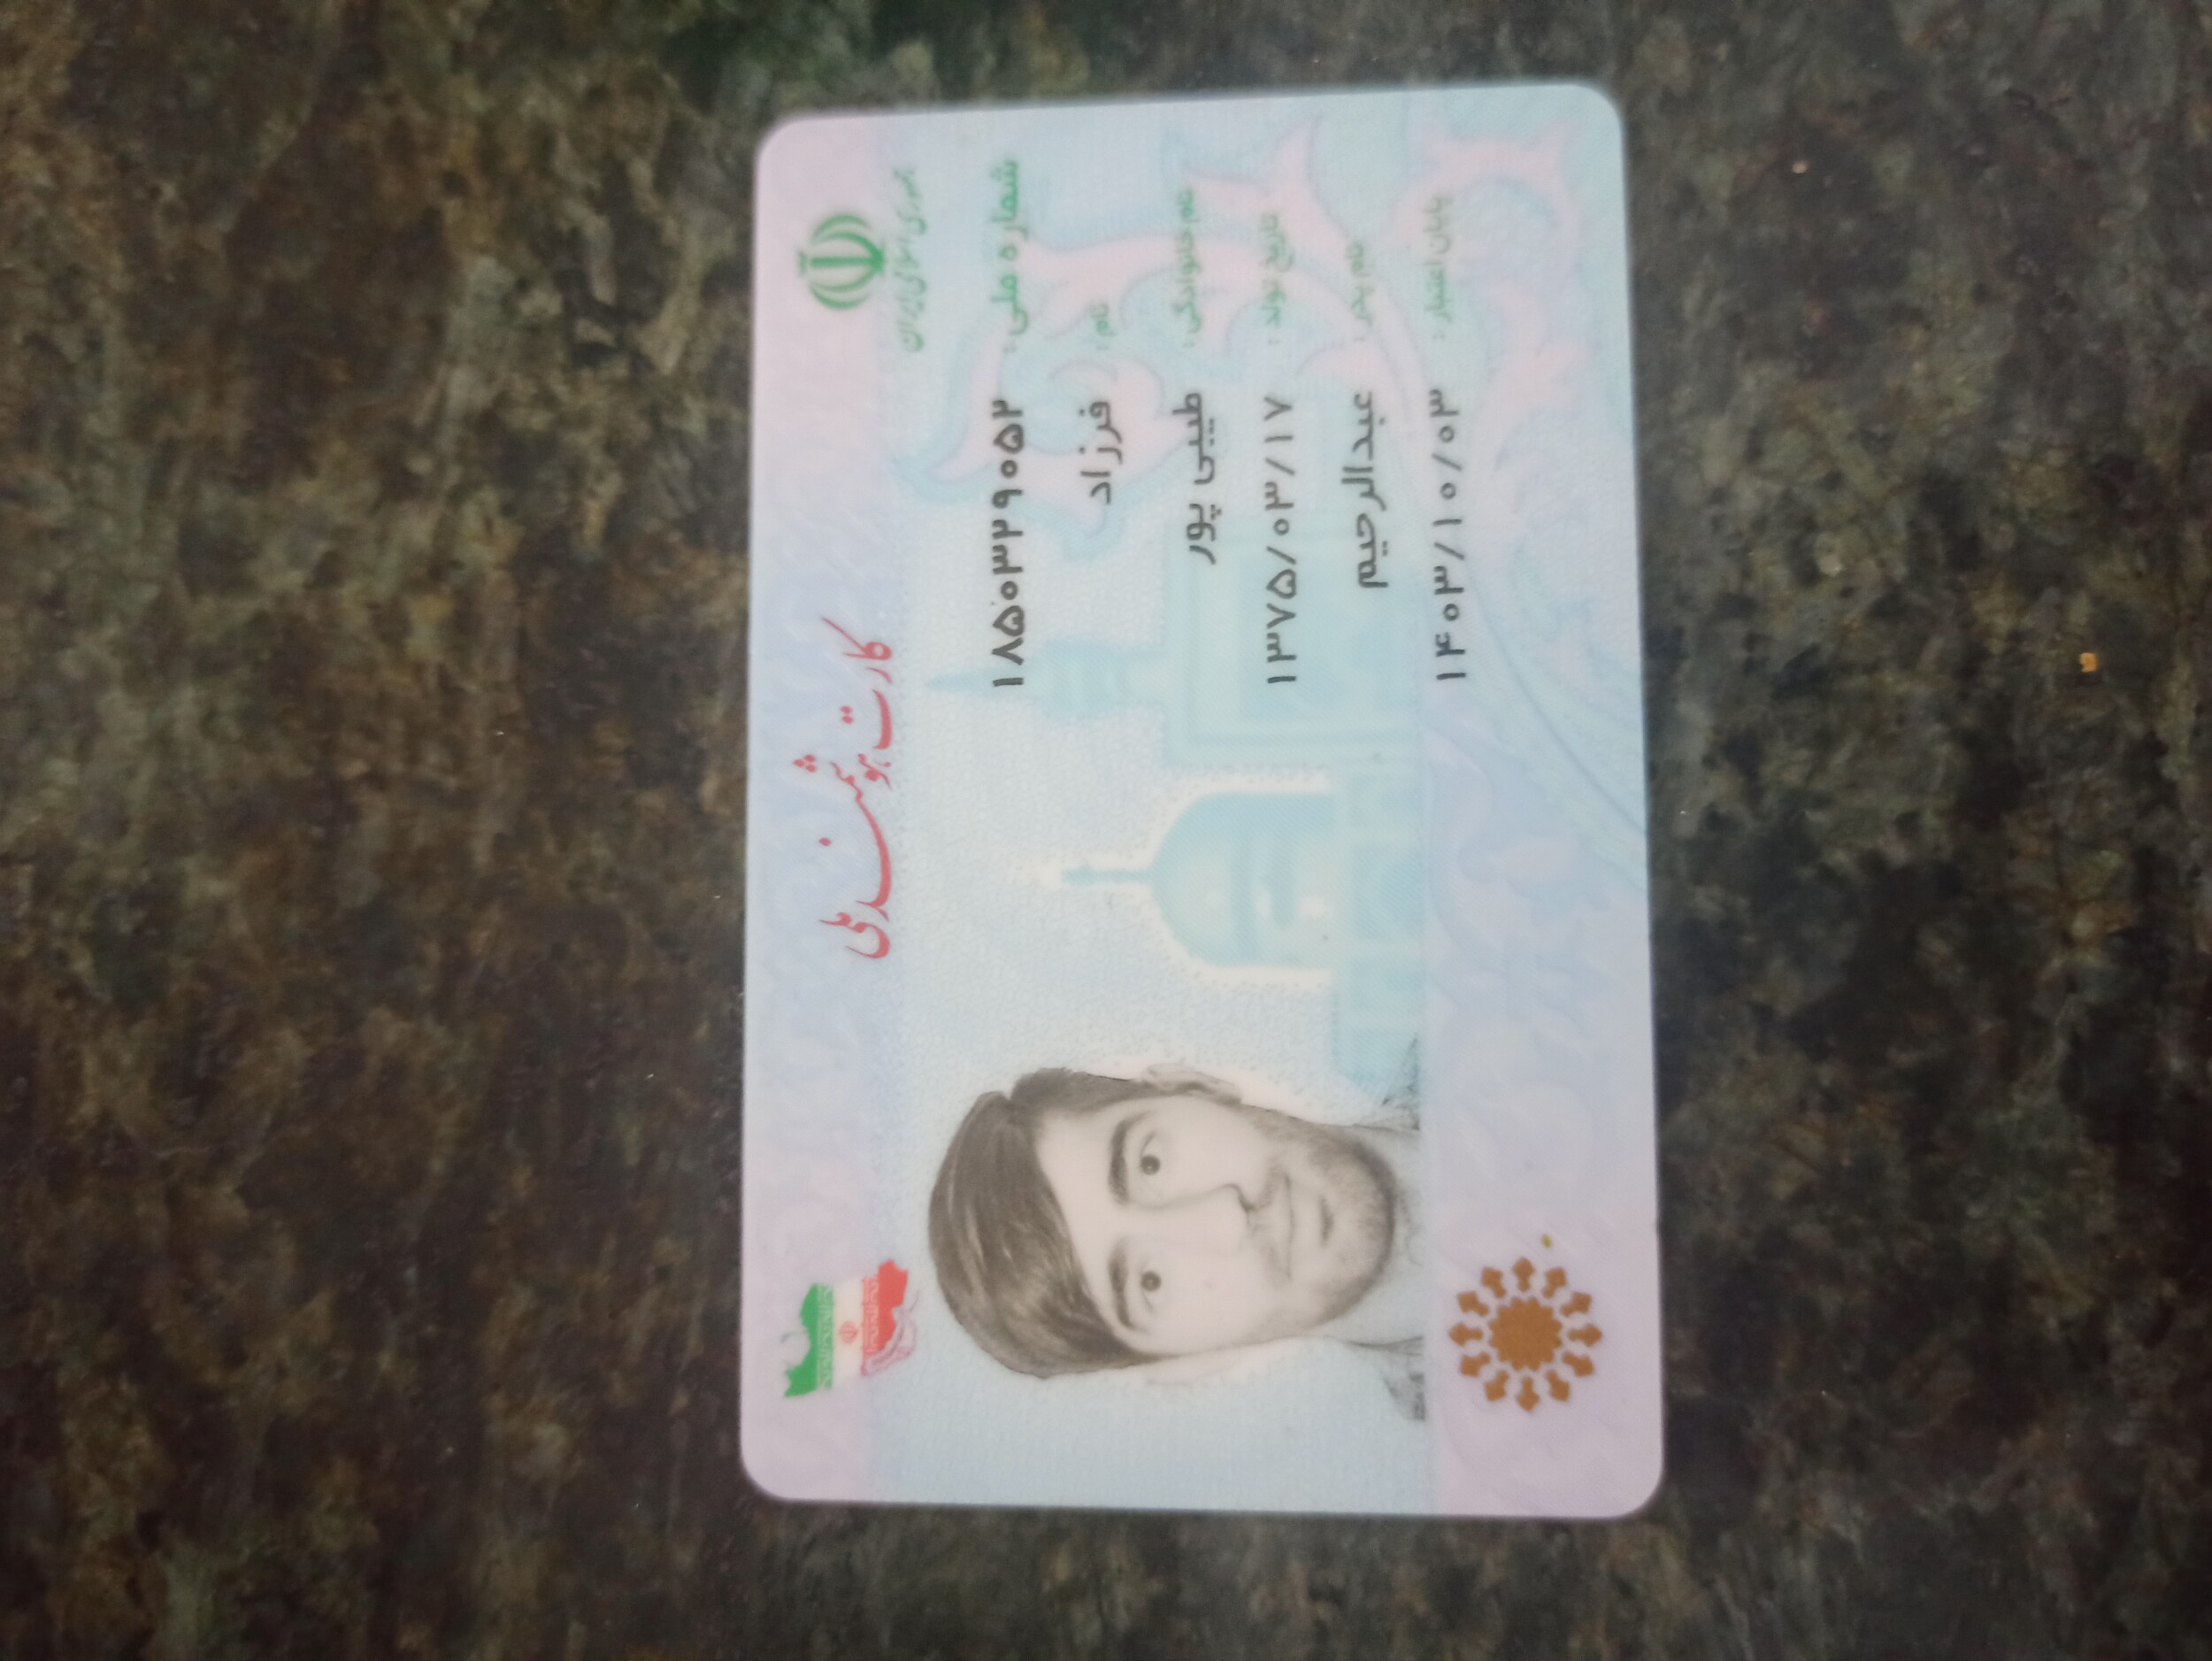 جمهوری اسلامی ایران
کارت هوشمند ملی
شماره ملی : ۱۸۵۰۳۲۹۰۵۲
نام : فرزاد
نام خانوادگی : طیبی پور
تاریخ تولد : ۱۳۷۵/۰۳/۱۷
نام پدر : عبدالرحیم
پایان اعتبار : ۱۴۰۳/۱۰/۰۳